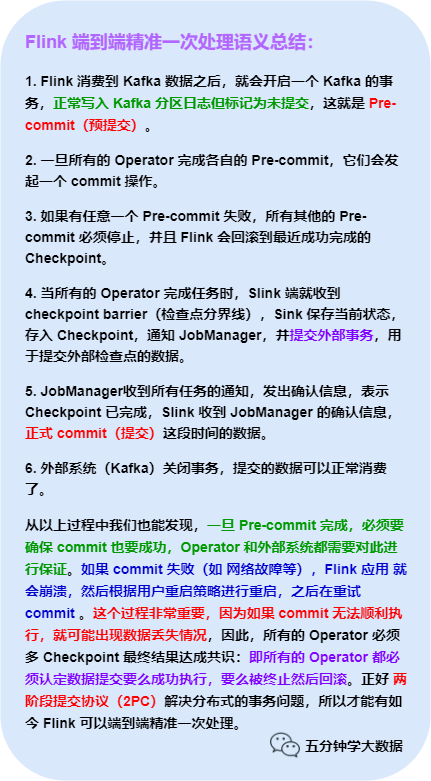 Flink 端到端精准一次处理语义总结：
1. Flink 消费到 Kafka 数据之后，就会开启一个 Kafka 的事
务，正常写入 Kafka 分区日志但标记为未提交，这就是 Pre-
commit（预提交）。
2. 一旦所有的 Operator 完成各自的 Pre-commit，它们会发
起一个 commit 操作。
3. 如果有任意一个 Pre-commit 失败，所有其他的 Pre-
commit 必须停止，并且 Flink 会回滚到最近成功完成的
Checkpoint。
4. 当所有的 Operator 完成任务时，Slink 端就收到
checkpoint barrier（检查点分界线），Sink 保存当前状态，
存入 Checkpoint，通知 JobManager，并提交外部事务，用
于提交外部检查点的数据。
5. JobManager收到所有任务的通知，发出确认信息，表示
Checkpoint 已完成，Slink 收到 JobManager 的确认信息，
正式 commit（提交）这段时间的数据。
6. 外部系统（Kafka）关闭事务，提交的数据可以正常消费
了。
从以上过程中我们也能发现，一旦 Pre-commit 完成，必须要
确保 commit 也要成功，Operator 和外部系统都需要对此进
行保证。如果 commit 失败（如 网络故障等），Flink 应用 就
会崩溃，然后根据用户重启策略进行重启，之后在重试
commit 。这个过程非常重要，因为如果 commit 无法顺利执
行，就可能出现数据丢失情况，因此，所有的 Operator 必须
多 Checkpoint 最终结果达成共识：即所有的 Operator 都必
须认定数据提交要么成功执行，要么被终止然后回滚。正好 两
阶段提交协议（2PC）解决分布式的事务问题，所以才能有如
今 Flink 可以端到端精准一次处理。
五分钟学大数据